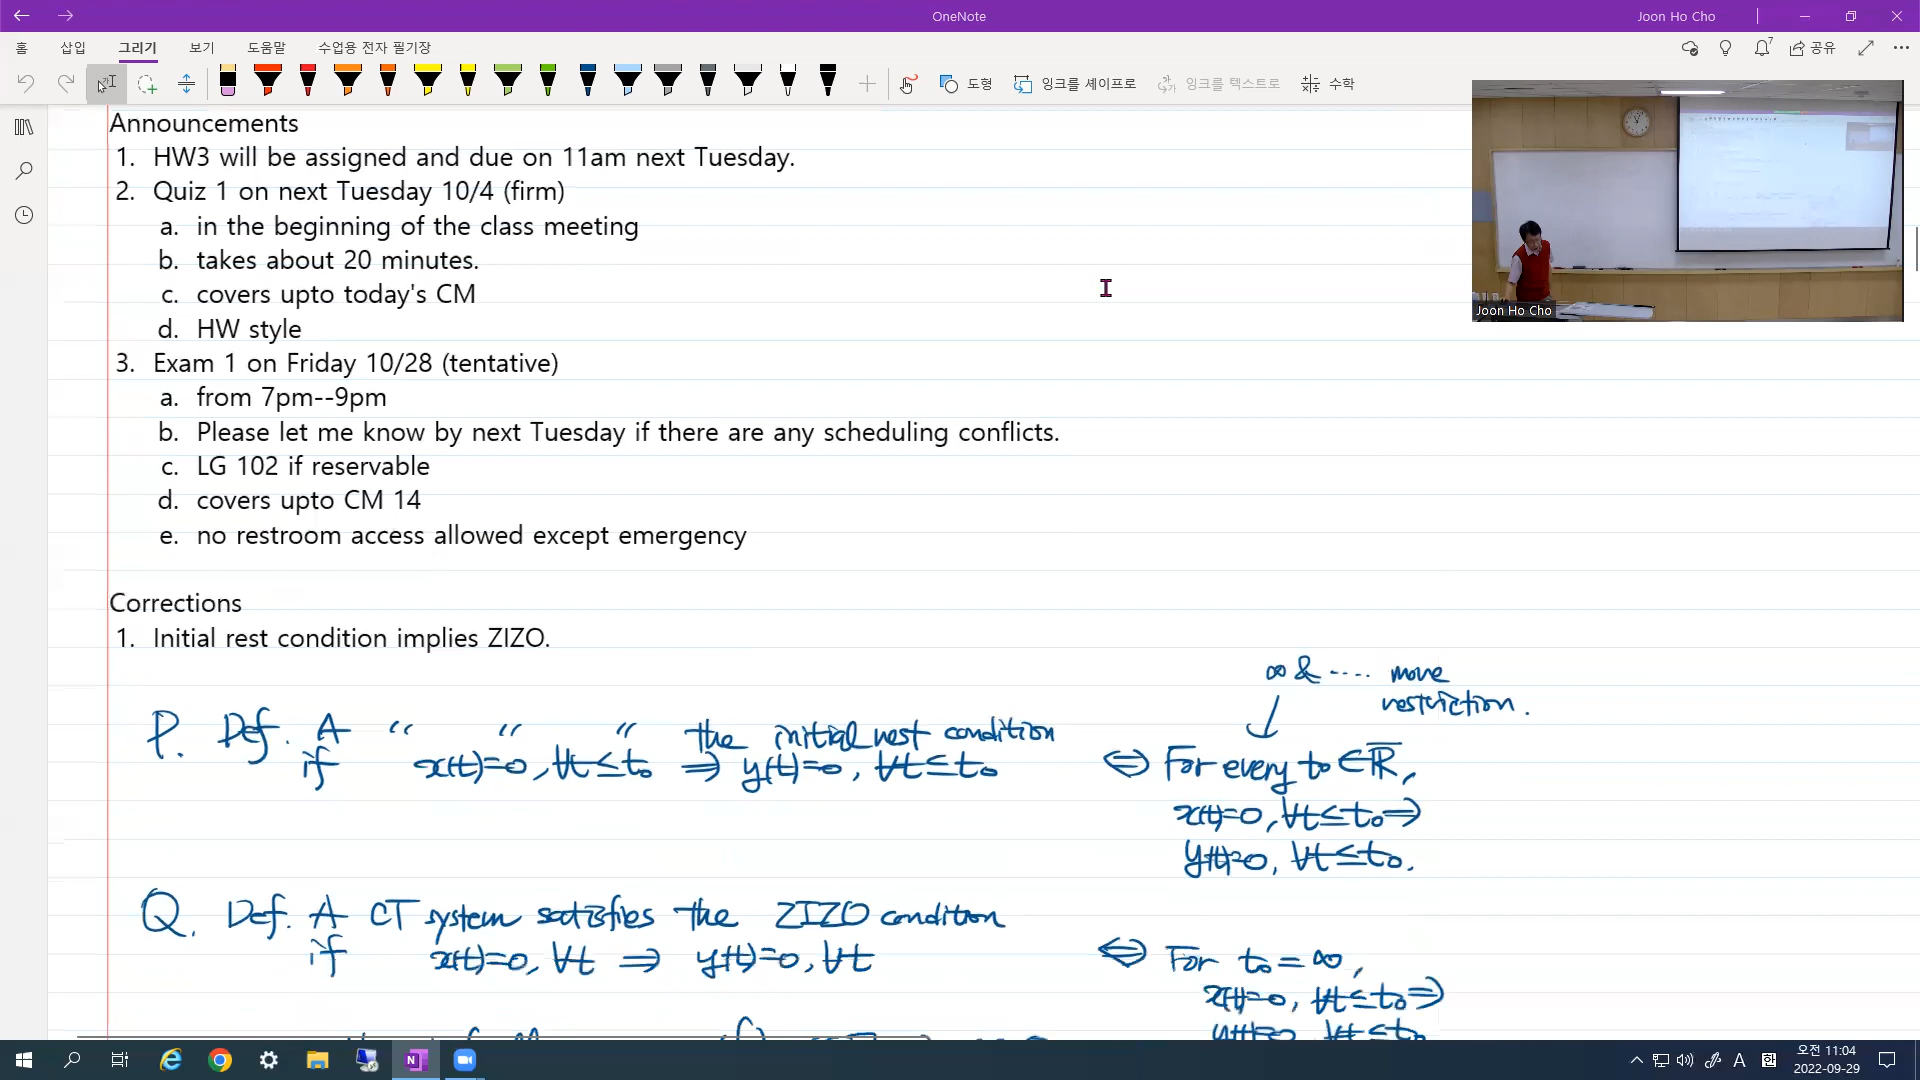 OneNote
Joon Ho Cho
홈 삽입 그리기 보기 도움말 수업용 전자 필기장
공유
도형 잉크를 셰이프로 잉크를 텍스트로 수학
Announcements
1. HW3 will be assigned and due on 11am next Tuesday.
2. Quiz 1 on next Tuesday 10/4 (firm)
a. in the beginning of the class meeting
b. takes about 20 minutes.
c. covers upto today's CM
d. HW style
3. Exam 1 on Friday 10/28 (tentative)
a. from 7pm--9pm
b. Please let me know by next Tuesday if there are any scheduling conflicts.
c. LG 102 if reservable
d. covers upto CM 14
e. no restroom access allowed except emergency
Joon Ho Cho
Corrections
1. Initial rest condition implies ZIZO.
∞ & .... more
restriction.
P. Def. A " " " the initial rest condition
if x(t)=0, ∀t≤t₀ ⇒ y(t)=0, ∀t≤t₀
⇔ For every t₀∈R̅,
x(t)=0, ∀t≤t₀ ⇒
y(t)=0, ∀t≤t₀.
Q. Def. A CT system satisfies the ZIZO condition
if x(t)=0, ∀t ⇒ y(t)=0, ∀t
⇔ For t₀=∞,
x(t)=0, ∀t≤t₀ ⇒
y(t)=0, ∀t≤t₀
A 한 오전 11:04
2022-09-29